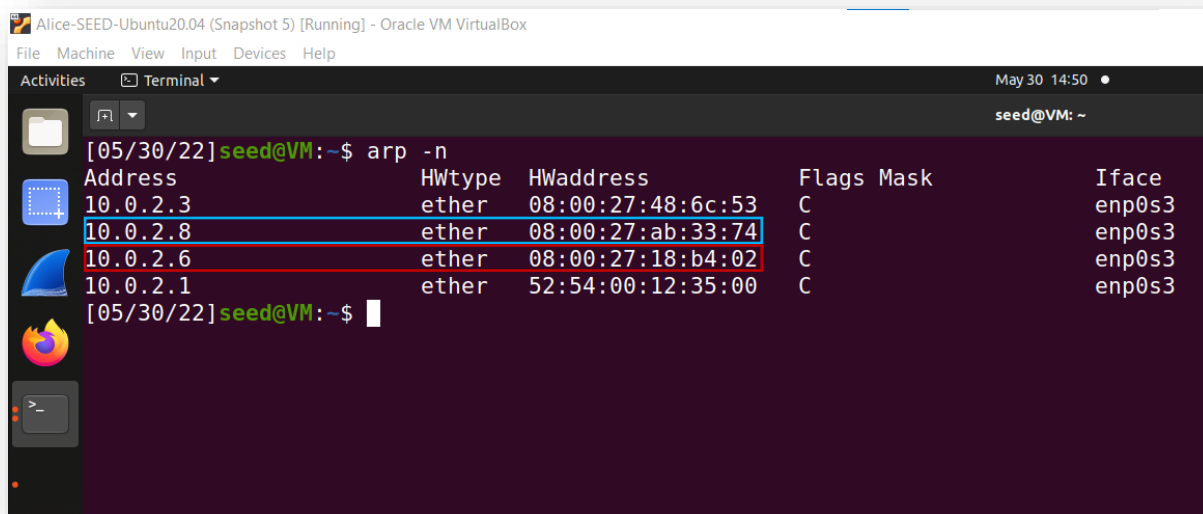 Alice-SEED-Ubuntu20.04 (Snapshot 5) [Running] - Oracle VM VirtualBox
File Machine View Input Devices Help
Activities Terminal May 30 14:50
seed@VM: ~
[05/30/22]seed@VM:~$ arp -n
Address HWtype HWaddress Flags Mask Iface
10.0.2.3 ether 08:00:27:48:6c:53 C enp0s3
10.0.2.8 ether 08:00:27:ab:33:74 C enp0s3
10.0.2.6 ether 08:00:27:18:b4:02 C enp0s3
10.0.2.1 ether 52:54:00:12:35:00 C enp0s3
[05/30/22]seed@VM:~$